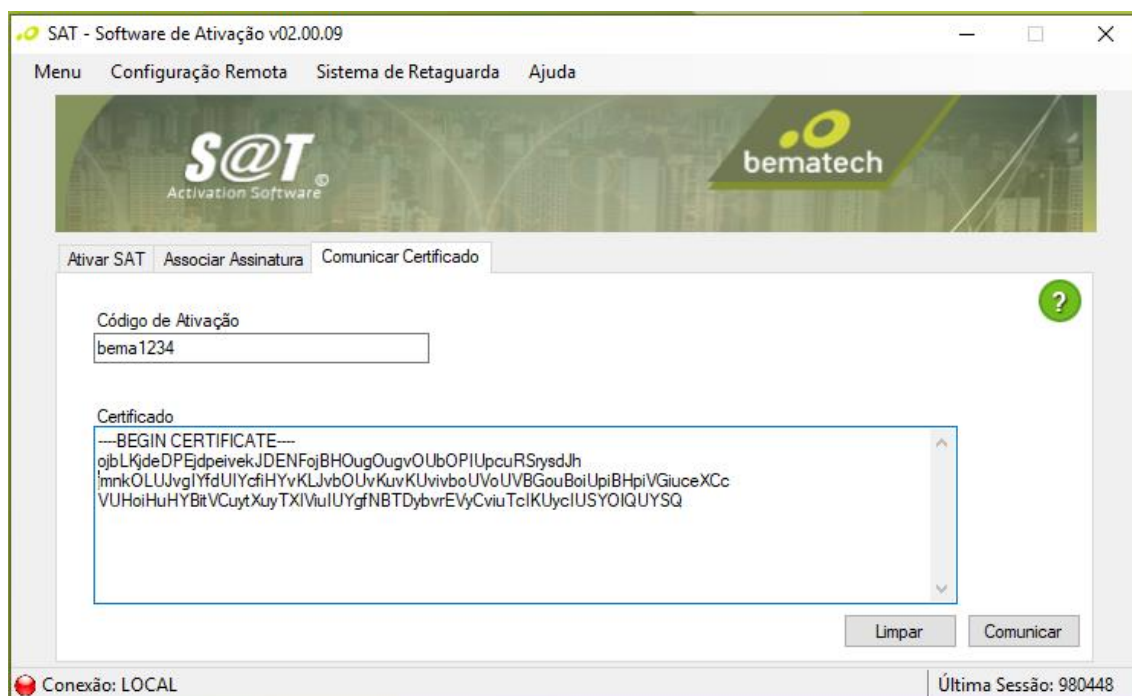 SAT - Software de Ativação v02.00.09
Menu Configuração Remota Sistema de Retaguarda Ajuda
S@T
Activation Software
©
bematech
Ativar SAT Associar Assinatura Comunicar Certificado
?
Código de Ativação
bema1234
Certificado
----BEGIN CERTIFICATE----
ojbLKjdeDPEjdpeivekJDENFojBHOugOugvOUbOPIUpcuRSrysdJh
VUHoiHuHYBitVCuytXuyTXIViuIUYgfNBTDybvrEVyCviuTcIKUycIUSYOIQUYSQ
Limpar Comunicar
Conexão: LOCAL Última Sessão: 980448